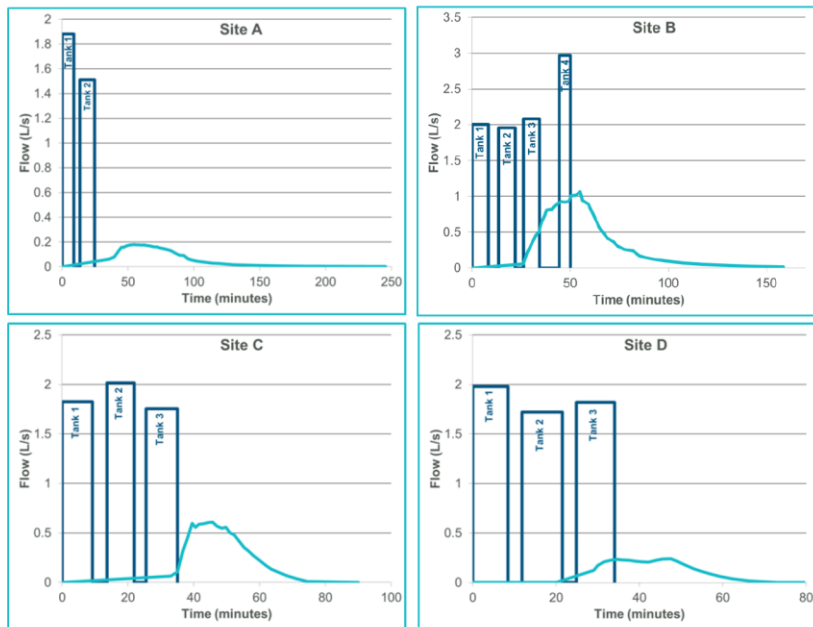 Site A
Flow (L/s)
2
1.8
1.6
1.4
1.2
1
0.8
0.6
0.4
0.2
0
Tank 1
Tank 2
0 50 100 150 200 250
Time (minutes)
Site B
Flow (L/s)
3.5
3
2.5
2
1.5
1
0.5
0
Tank 1
Tank 2
Tank 3
Tank 4
0 50 100 150
Time (minutes)
Site C
Flow (L/s)
2.5
2
1.5
1
0.5
0
Tank 1
Tank 2
Tank 3
0 20 40 60 80 100
Time (minutes)
Site D
Flow (L/s)
2.5
2
1.5
1
0.5
0
Tank 1
Tank 2
Tank 3
0 20 40 60 80
Time (minutes)